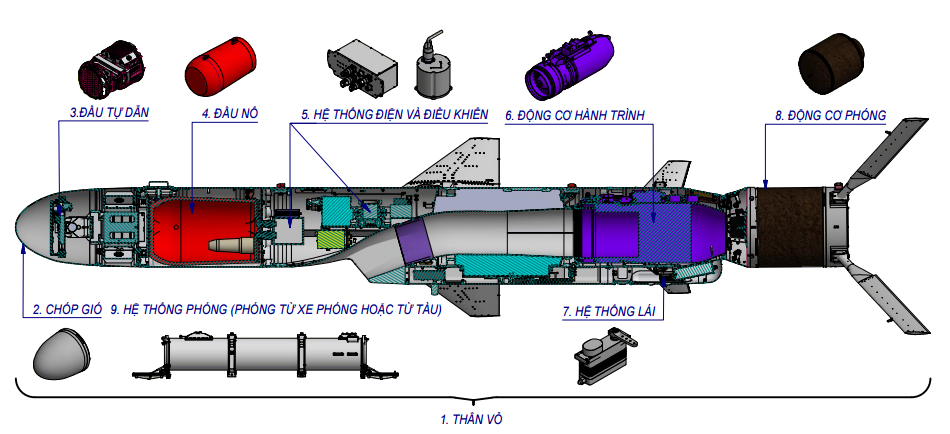 3.ĐẦU TỰ DẪN
4. ĐẦU NỔ
5. HỆ THỐNG ĐIỆN VÀ ĐIỀU KHIỂN
6. ĐỘNG CƠ HÀNH TRÌNH
8. ĐỘNG CƠ PHÓNG
2. CHÓP GIÓ
9. HỆ THỐNG PHÓNG (PHÓNG TỪ XE PHÓNG HOẶC TỪ TÀU)
7. HỆ THỐNG LÁI
1. THÂN VỎ